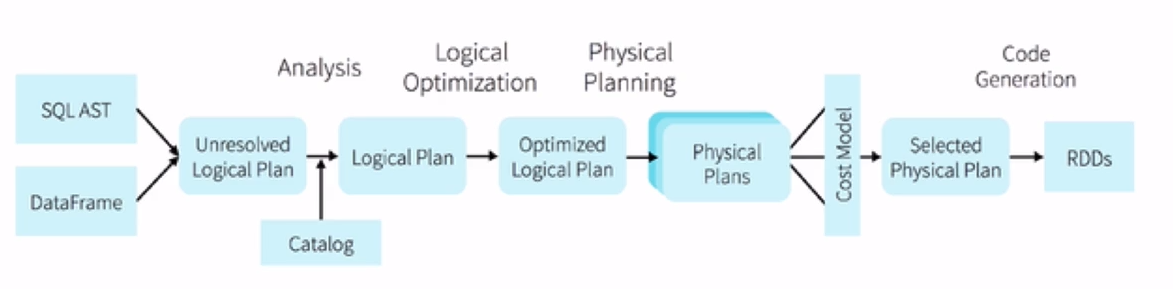 Analysis
Logical
Optimization
Physical
Planning
Code
Generation
SQL AST
DataFrame
Unresolved
Logical Plan
Catalog
Logical Plan
Optimized
Logical Plan
Physical
Plans
Cost Model
Selected
Physical Plan
RDDs